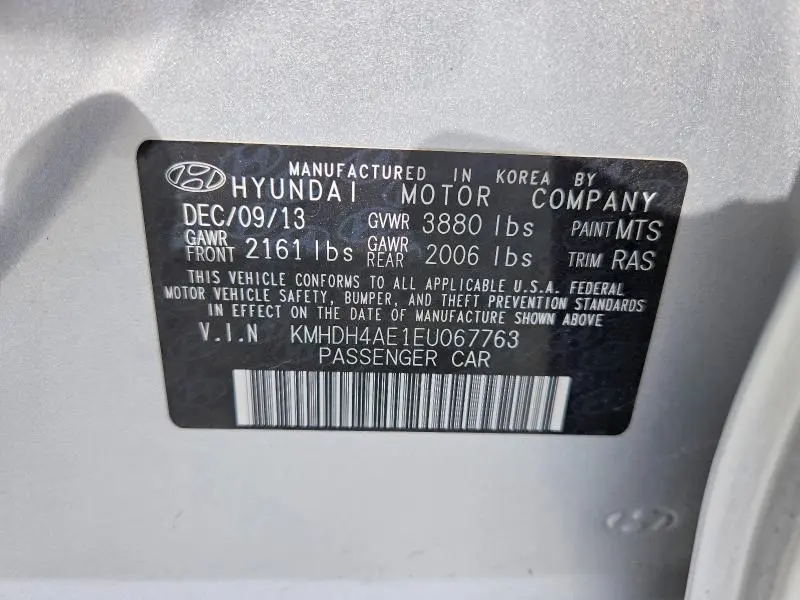 MANUFACTURED IN KOREA BY
HYUNDAI MOTOR COMPANY
DEC/09/13 GVWR 3880 lbs PAINT MTS
GAWR FRONT 2161 lbs GAWR REAR 2006 lbs TRIM RAS
THIS VEHICLE CONFORMS TO ALL APPLICABLE U.S.A. FEDERAL
MOTOR VEHICLE SAFETY, BUMPER, AND THEFT PREVENTION STANDARDS
IN EFFECT ON THE DATE OF MANUFACTURE SHOWN ABOVE
V.I.N KMHDH4AE1EU067763
PASSENGER CAR